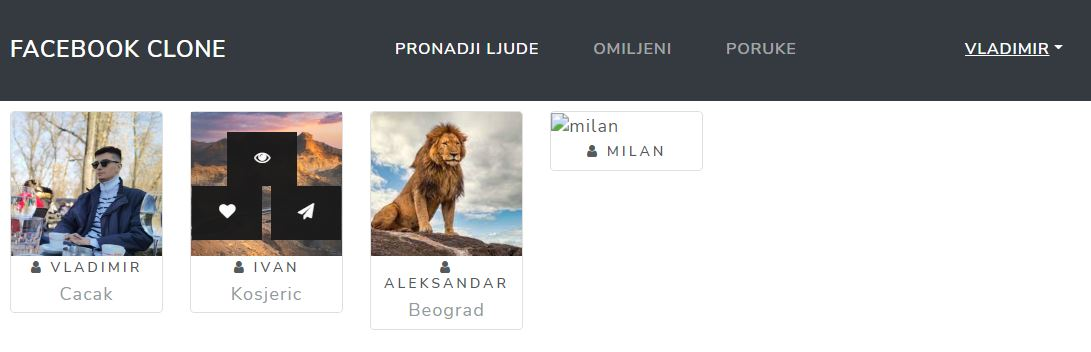 FACEBOOK CLONE
PRONADJI LJUDE
OMILJENI
PORUKE
VLADIMIR
VLADIMIR
Cacak
IVAN
Kosjeric
ALEKSANDAR
Beograd
milan
MILAN